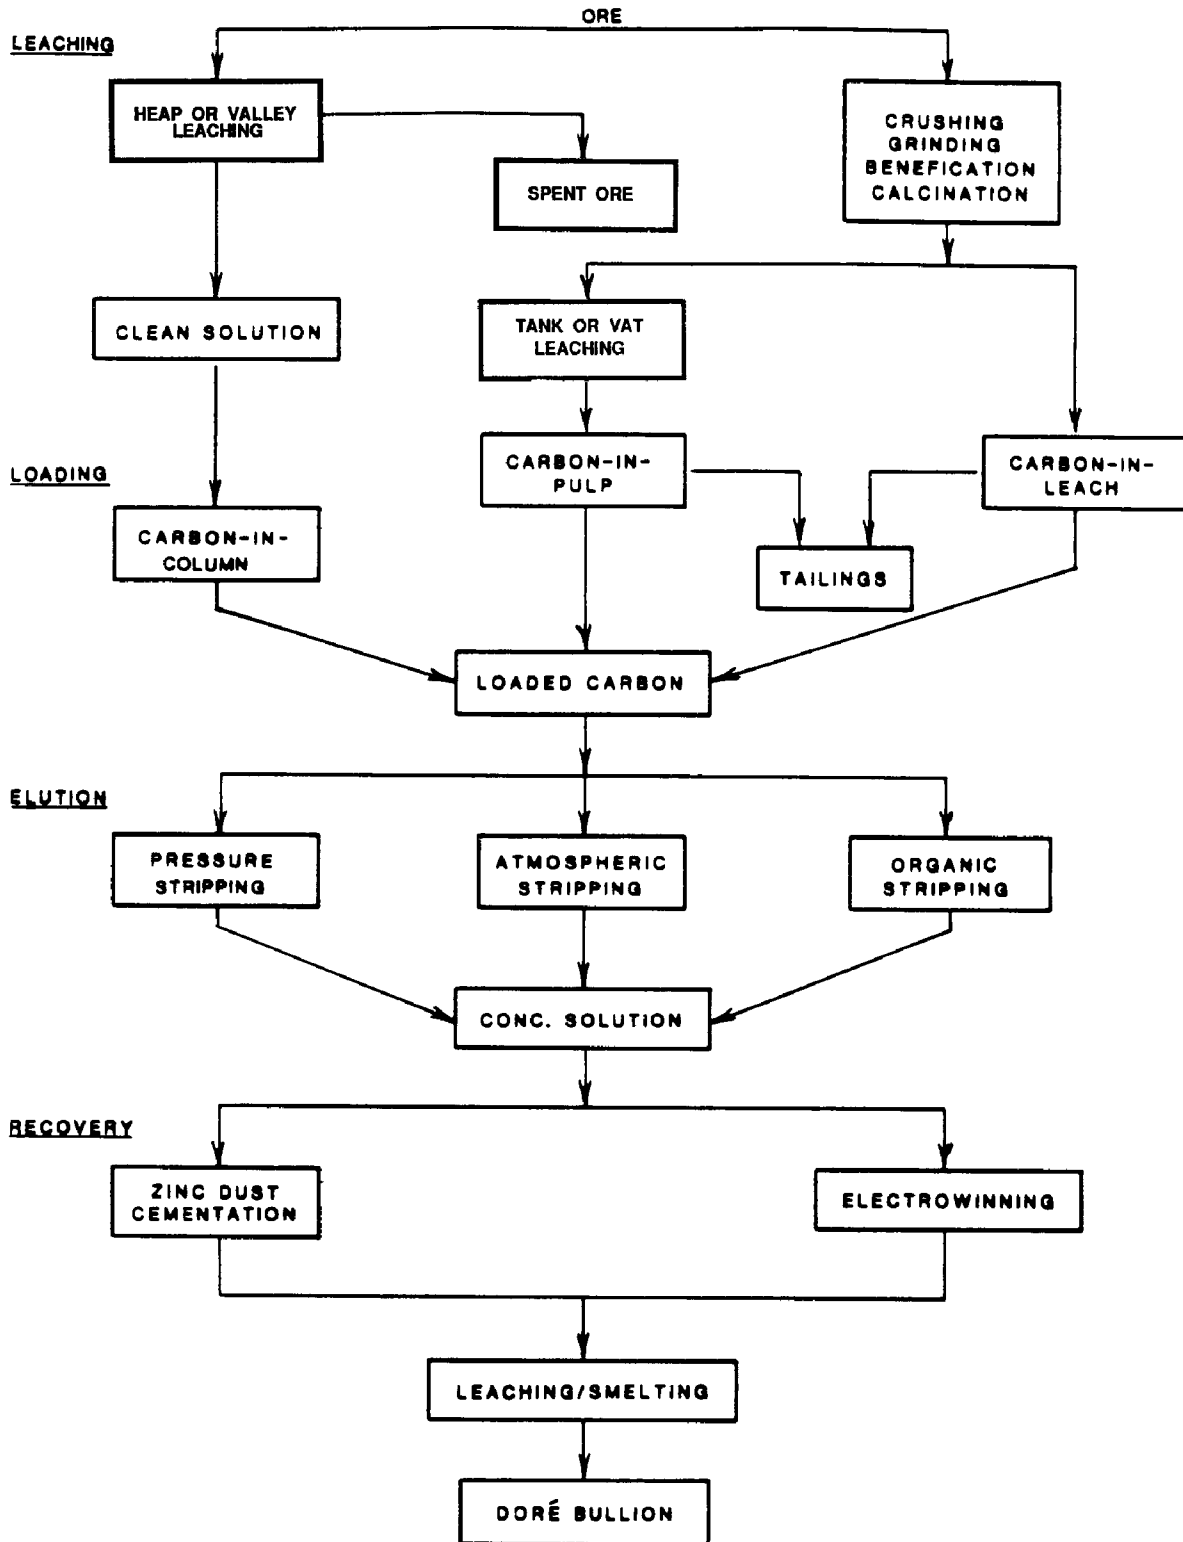 ORE
LEACHING
HEAP OR VALLEY
LEACHING
CRUSHING
GRINDING
BENEFICATION
CALCINATION
SPENT ORE
CLEAN SOLUTION
TANK OR VAT
LEACHING
LOADING
CARBON-IN-
PULP
CARBON-IN-
LEACH
CARBON-IN-
COLUMN
TAILINGS
LOADED CARBON
ELUTION
PRESSURE
STRIPPING
ATMOSPHERIC
STRIPPING
ORGANIC
STRIPPING
CONC. SOLUTION
RECOVERY
ZINC DUST
CEMENTATION
ELECTROWINNING
LEACHING/SMELTING
DORÉ BULLION